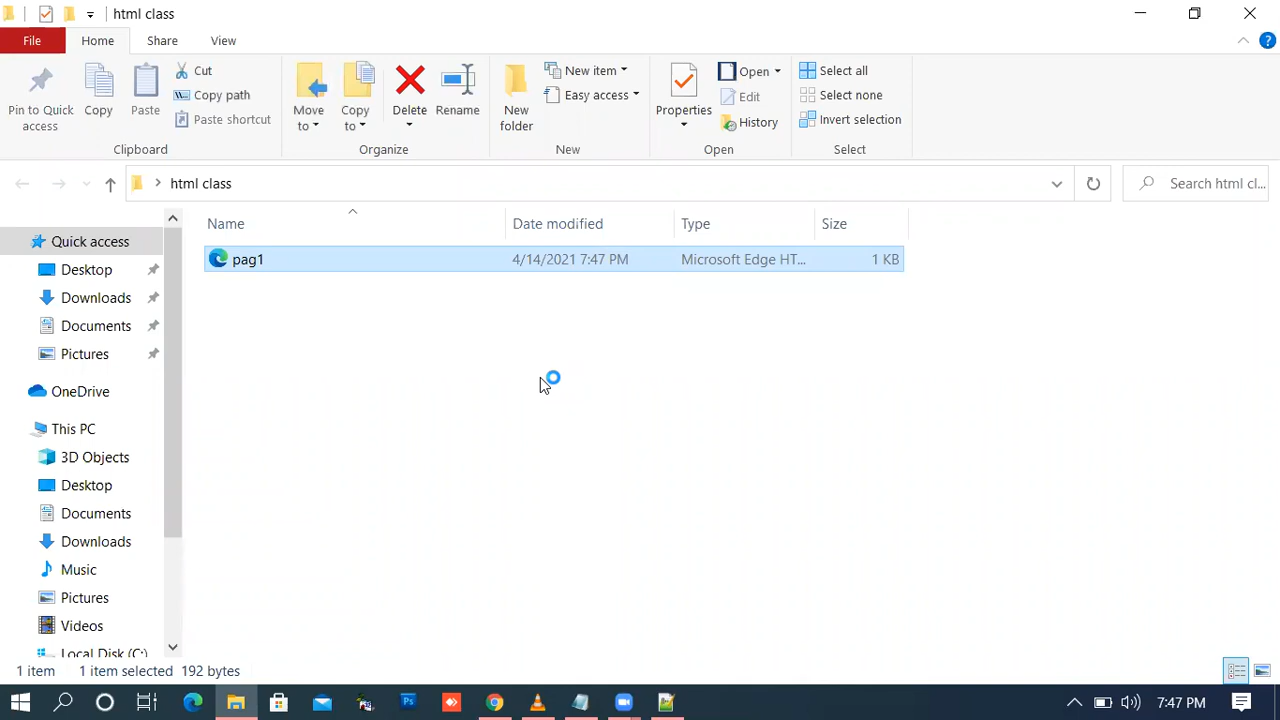 html class
File Home Share View
Pin to Quick access
Copy
Paste
Cut
Copy path
Paste shortcut
Clipboard
Move to
Copy to
Delete
Rename
Organize
New folder
New item
Easy access
New
Properties
Open
Edit
History
Open
Select all
Select none
Invert selection
Select
html class
Search html cl...
Name Date modified Type Size
pag1 4/14/2021 7:47 PM Microsoft Edge HT... 1 KB
Quick access
Desktop
Downloads
Documents
Pictures
OneDrive
This PC
3D Objects
Desktop
Documents
Downloads
Music
Pictures
Videos
Local Disk (C:)
1 item 1 item selected 192 bytes
Ps
7:47 PM